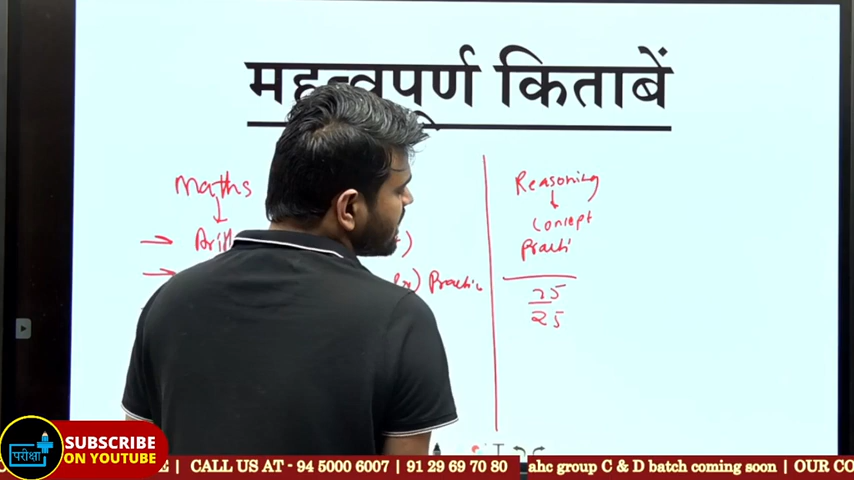 महत्वपूर्ण किताबें
Maths
Reasoning
Concept
Practi
Practic
25
25
परीक्षा
SUBSCRIBE
ON YOUTUBE
| CALL US AT - 94 5000 6007 | 91 29 69 70 80
ahc group C & D batch coming soon | OUR CO